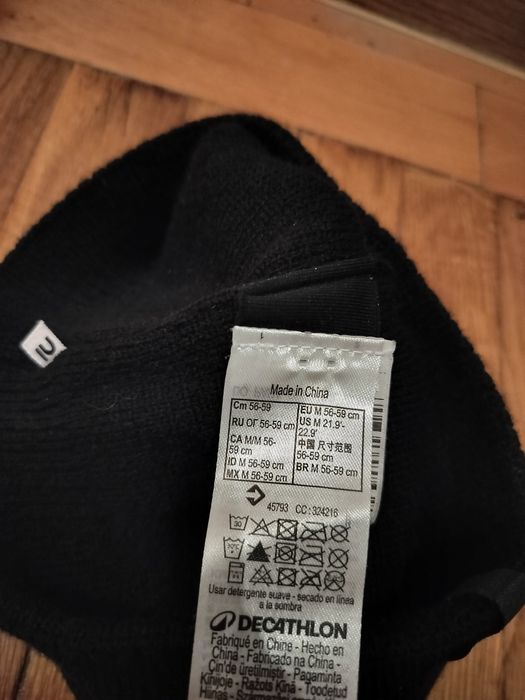 Made in China
Cm 56-59
RU ОГ 56-59 cm
CA M/M 56-
59 cm
ID M 56-59 cm
MX M 56-59 cm
EU M 56-59 cm
US M 21.9'-
22.9'
中国 尺寸范围
56-59 cm
BR M 56-59 cm
45793 CC : 324216
30
Usar detergente suave - secado en línea
a la sombra
DECATHLON
Fabriqué en Chine - Hecho en
China - Fabricado na China -
Çin'de üretilmiştir - Pagaminta
Kinijoje - Ražots Ķīnā - Toodetud